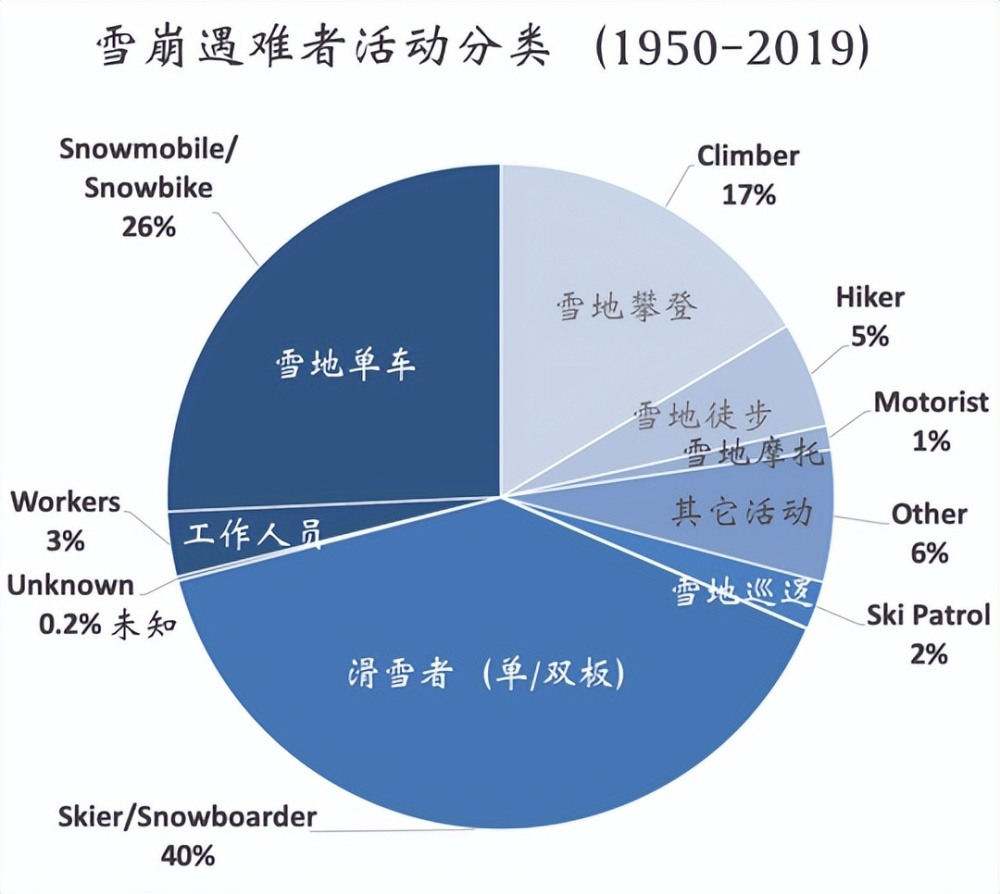 雪崩遇难者活动分类 (1950-2019)
Snowmobile/
Snowbike
26%
Climber
17%
雪地攀登
Hiker
5%
雪地单车
雪地徒步
Motorist
1%
雪地摩托
Workers
3%
工作人员
其它活动
Other
6%
Unknown
0.2% 未知
雪地巡逻
Ski Patrol
2%
滑雪者 (单/双板)
Skier/Snowboarder
40%